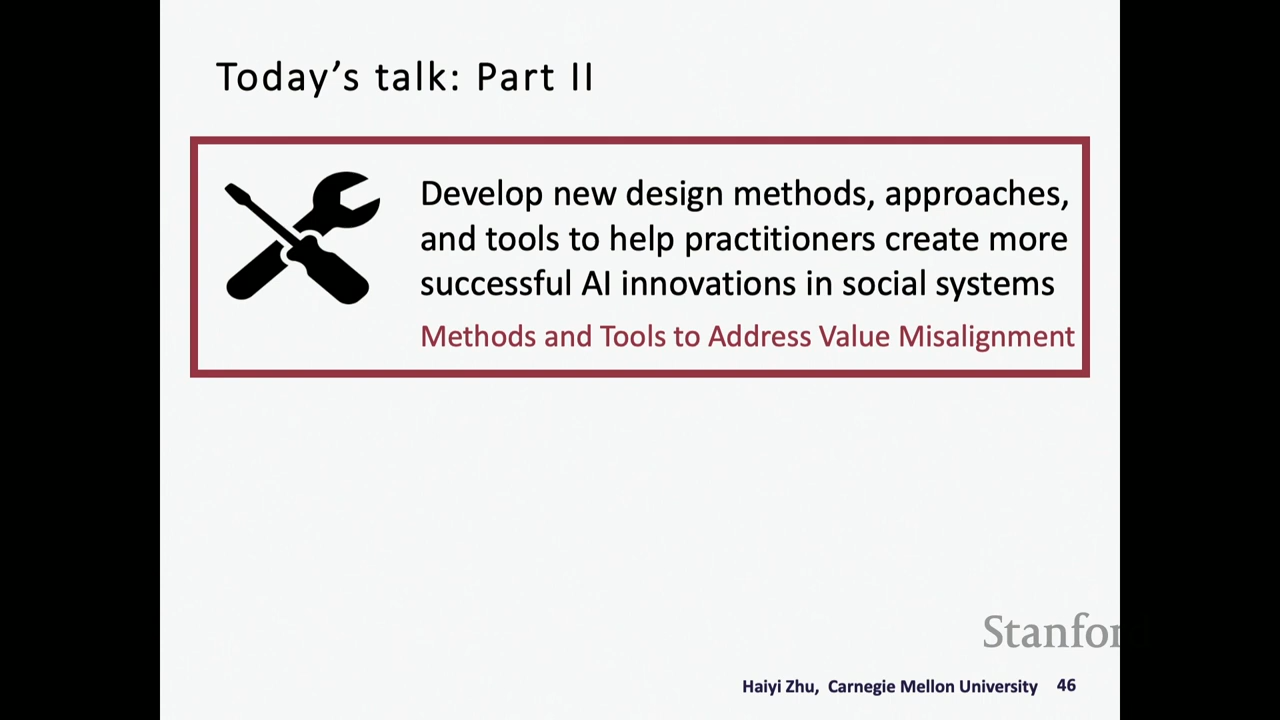 Today’s talk: Part II
Develop new design methods, approaches,
and tools to help practitioners create more
successful AI innovations in social systems
Methods and Tools to Address Value Misalignment
Stanfor
Haiyi Zhu, Carnegie Mellon University 46